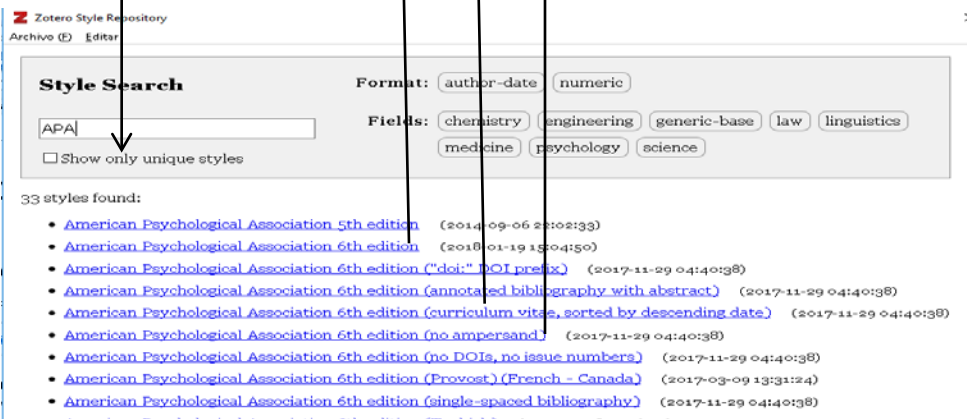 Zotero Style Repository
Archivo (F) Editar
Style Search
Format: author-date numeric
APA
Fields: chemistry engineering generic-base law linguistics
medicine psychology science
Show only unique styles
33 styles found:
• American Psychological Association 5th edition (2014-09-06 22:02:33)
• American Psychological Association 6th edition (2018-01-19 15:04:50)
• American Psychological Association 6th edition ("doi:" DOI prefix) (2017-11-29 04:40:38)
• American Psychological Association 6th edition (annotated bibliography with abstract) (2017-11-29 04:40:38)
• American Psychological Association 6th edition (curriculum vitae, sorted by descending date) (2017-11-29 04:40:38)
• American Psychological Association 6th edition (no ampersand) (2017-11-29 04:40:38)
• American Psychological Association 6th edition (no DOIs, no issue numbers) (2017-11-29 04:40:38)
• American Psychological Association 6th edition (Provost) (French - Canada) (2017-03-09 13:31:24)
• American Psychological Association 6th edition (single-spaced bibliography) (2017-11-29 04:40:38)